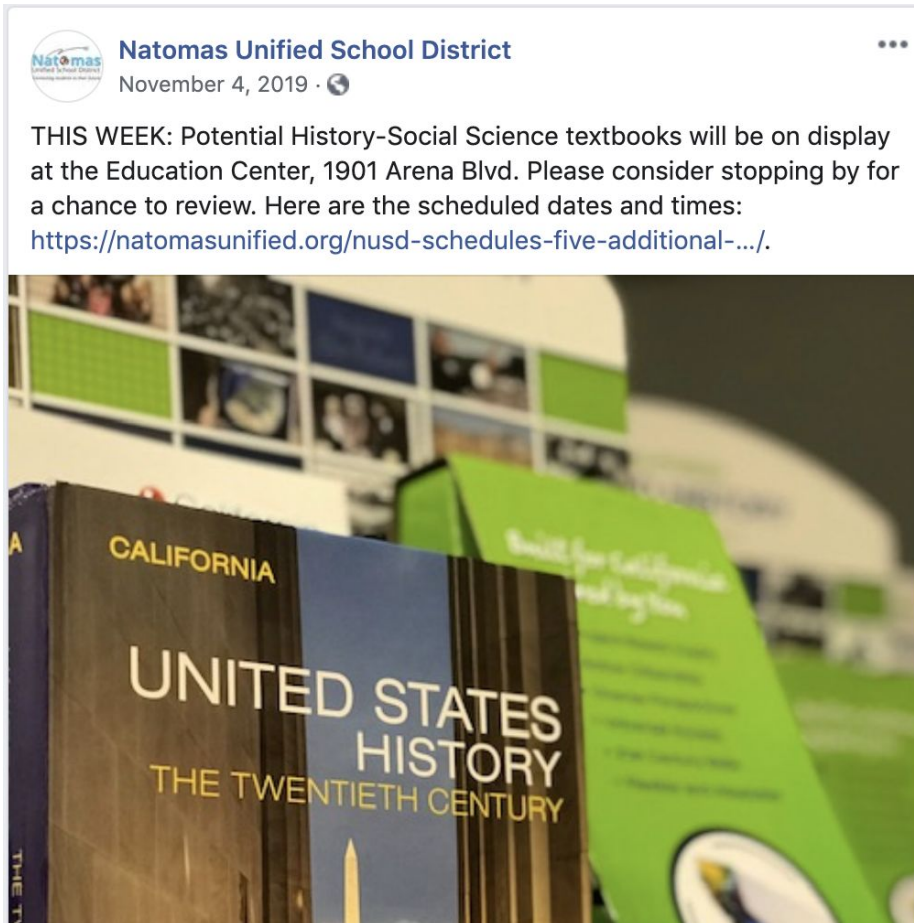 Natomas
Unified School District
Natomas Unified School District
November 4, 2019 ·
THIS WEEK: Potential History-Social Science textbooks will be on display
at the Education Center, 1901 Arena Blvd. Please consider stopping by for
a chance to review. Here are the scheduled dates and times:
https://natomasunified.org/nusd-schedules-five-additional-.../.
A
CALIFORNIA
UNITED STATES
HISTORY
THE TWENTIETH CENTURY
Built for California
THE T